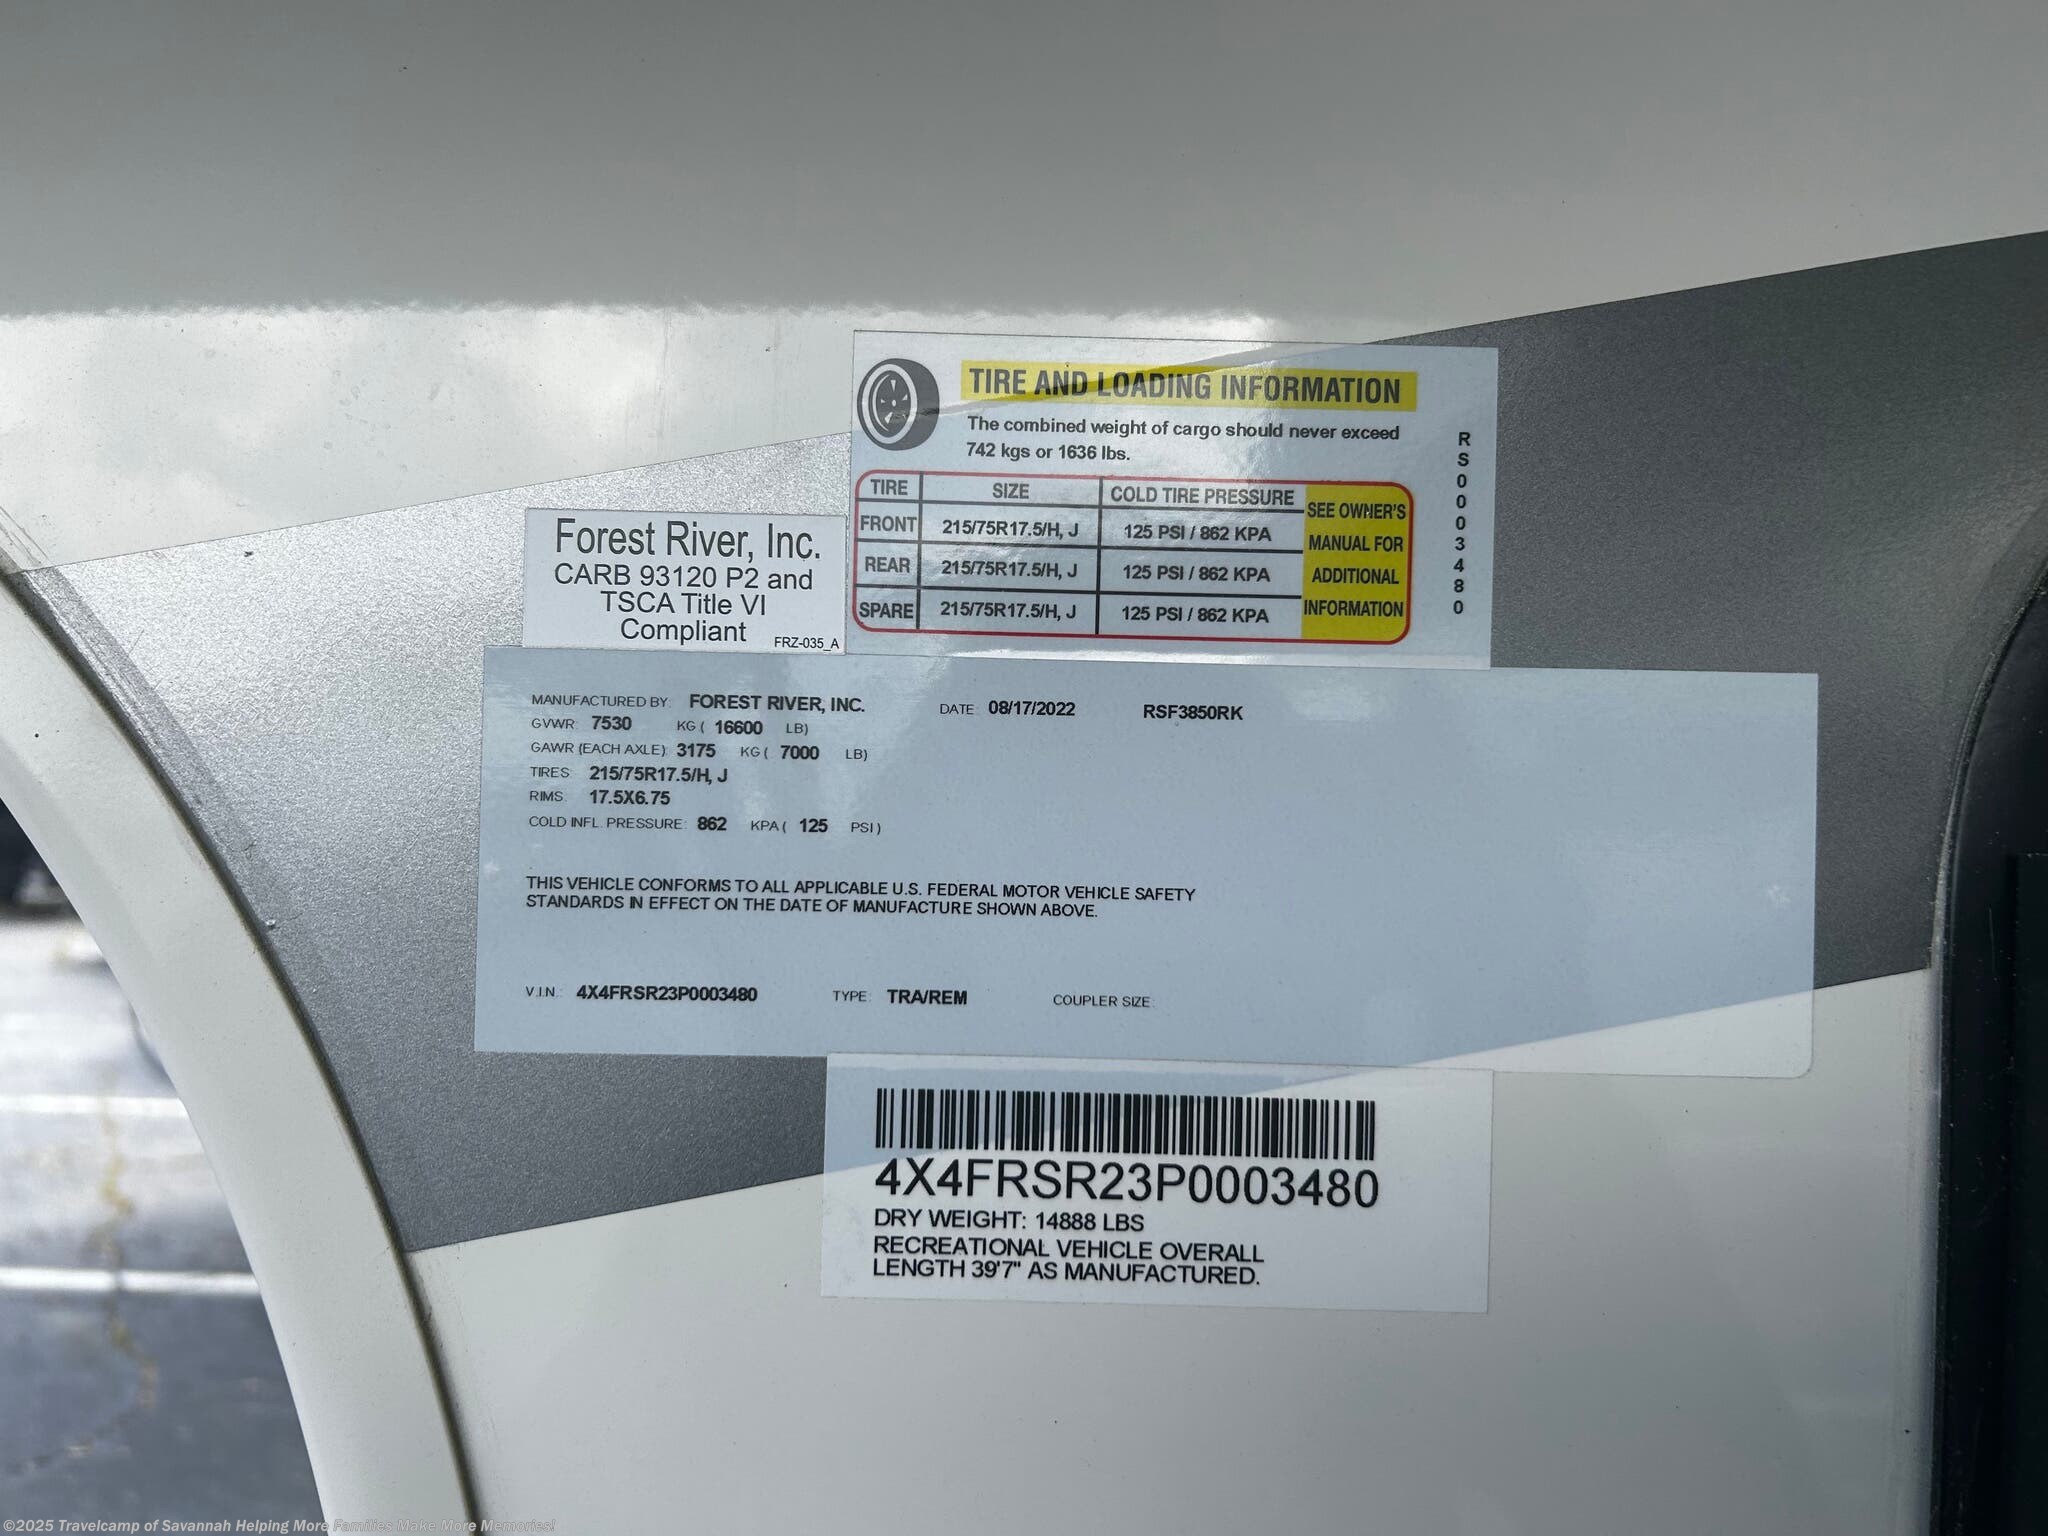 TIRE AND LOADING INFORMATION
The combined weight of cargo should never exceed
742 kgs or 1636 lbs.
TIRE SIZE COLD TIRE PRESSURE
FRONT 215/75R17.5/H, J 125 PSI / 862 KPA
REAR 215/75R17.5/H, J 125 PSI / 862 KPA
SPARE 215/75R17.5/H, J 125 PSI / 862 KPA
SEE OWNER'S
MANUAL FOR
ADDITIONAL
INFORMATION
RS0003480
Forest River, Inc.
CARB 93120 P2 and
TSCA Title VI
Compliant FRZ-035_A
MANUFACTURED BY: FOREST RIVER, INC. DATE: 08/17/2022 RSF3850RK
GVWR: 7530 KG ( 16600 LB)
GAWR (EACH AXLE): 3175 KG ( 7000 LB)
TIRES: 215/75R17.5/H, J
RIMS: 17.5X6.75
COLD INFL. PRESSURE: 862 KPA ( 125 PSI )
THIS VEHICLE CONFORMS TO ALL APPLICABLE U.S. FEDERAL MOTOR VEHICLE SAFETY
STANDARDS IN EFFECT ON THE DATE OF MANUFACTURE SHOWN ABOVE.
V.I.N.: 4X4FRSR23P0003480 TYPE: TRA/REM COUPLER SIZE:
4X4FRSR23P0003480
DRY WEIGHT: 14888 LBS
RECREATIONAL VEHICLE OVERALL
LENGTH 39'7" AS MANUFACTURED.
©2025 Travelcamp of Savannah Helping More Families Make More Memories!